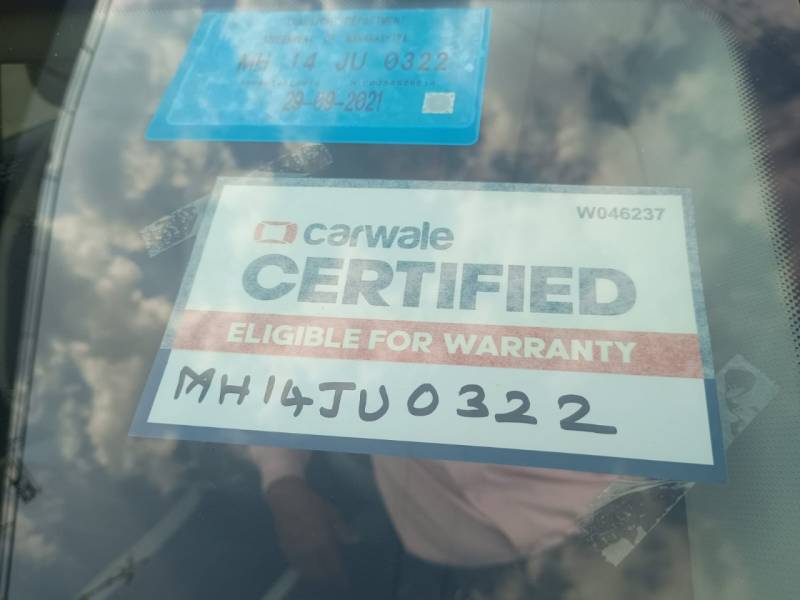 MH 14 JU 0322
29-09-2021
W046237
carwale
CERTIFIED
ELIGIBLE FOR WARRANTY
MH14JU0322